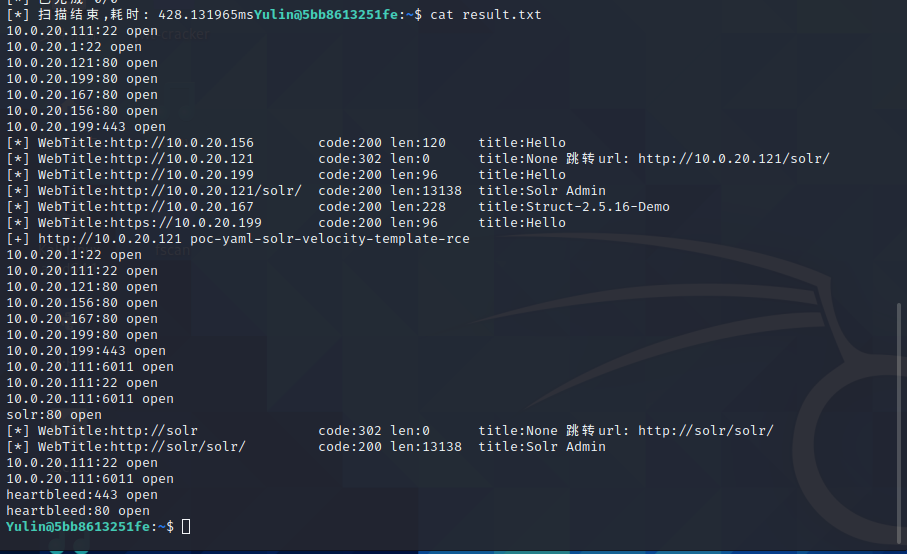 [*] 已完成 0/0
[*] 扫描结束,耗时: 428.131965msYulin@5bb8613251fe:~$ cat result.txt
10.0.20.111:22 open
10.0.20.1:22 open
10.0.20.121:80 open
10.0.20.199:80 open
10.0.20.167:80 open
10.0.20.156:80 open
10.0.20.199:443 open
[*] WebTitle:http://10.0.20.156        code:200 len:120    title:Hello
[*] WebTitle:http://10.0.20.121        code:302 len:0      title:None 跳转url: http://10.0.20.121/solr/
[*] WebTitle:http://10.0.20.199        code:200 len:96     title:Hello
[*] WebTitle:http://10.0.20.121/solr/  code:200 len:13138  title:Solr Admin
[*] WebTitle:http://10.0.20.167        code:200 len:228    title:Struct-2.5.16-Demo
[*] WebTitle:https://10.0.20.199       code:200 len:96     title:Hello
[+] http://10.0.20.121 poc-yaml-solr-velocity-template-rce
10.0.20.1:22 open
10.0.20.111:22 open
10.0.20.121:80 open
10.0.20.156:80 open
10.0.20.167:80 open
10.0.20.199:80 open
10.0.20.199:443 open
10.0.20.111:6011 open
10.0.20.111:22 open
10.0.20.111:6011 open
solr:80 open
[*] WebTitle:http://solr               code:302 len:0      title:None 跳转url: http://solr/solr/
[*] WebTitle:http://solr/solr/         code:200 len:13138  title:Solr Admin
10.0.20.111:22 open
10.0.20.111:6011 open
heartbleed:443 open
heartbleed:80 open
Yulin@5bb8613251fe:~$